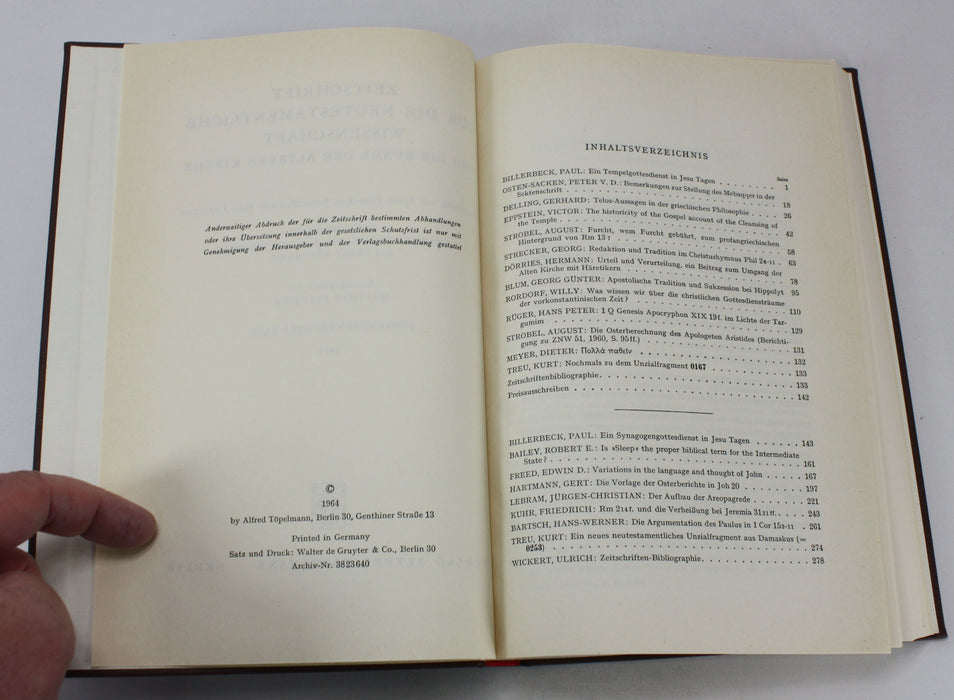 Anderweitiger Abdruck der für die Zeitschrift bestimmten Abhandlungen
oder ihre Übersetzung innerhalb der gesetzlichen Schutzfrist ist nur mit
Genehmigung der Herausgeber und der Verlagsbuchhandlung gestattet
©
1964
by Alfred Töpelmann, Berlin 30, Genthiner Straße 13
Printed in Germany
Satz und Druck: Walter de Gruyter & Co., Berlin 30
Archiv-Nr. 3823640
INHALTSVERZEICHNIS
Seite
BILLERBECK, PAUL: Ein Tempelgottesdienst in Jesu Tagen . . . . . . . . 1
OSTEN-SACKEN, PETER V. D.: Bemerkungen zur Stellung des Mebaqqer in der
Sektenschrift . . . . . . . . . . . . . . . . . . . . 18
DELLING, GERHARD: Telos-Aussagen in der griechischen Philosophie . . . . 26
EPPSTEIN, VICTOR: The historicity of the Gospel account of the Cleansing of
the Temple . . . . . . . . . . . . . . . . . . . . 42
STROBEL, AUGUST: Furcht, wem Furcht gebührt, zum profangriechischen
Hintergrund von Rm 13 7 . . . . . . . . . . . . . . . . 58
STRECKER, GEORG: Redaktion und Tradition im Christushymnus Phil 2 4-11 . 63
DÖRRIES, HERMANN: Urteil und Verurteilung, ein Beitrag zum Umgang der
Alten Kirche mit Häretikern . . . . . . . . . . . . . . . 78
BLUM, GEORG GÜNTER: Apostolische Tradition und Sukzession bei Hippolyt 95
RORDORF, WILLY: Was wissen wir über die christlichen Gottesdiensträume
der vorkonstantinischen Zeit? . . . . . . . . . . . . . . 110
RÜGER, HANS PETER: 1 Q Genesis Apocryphon XIX 19f. im Lichte der Tar-
gumim . . . . . . . . . . . . . . . . . . . . . . 129
STROBEL, AUGUST: Die Osterberechnung des Apologeten Aristides (Berichti-
gung zu ZNW 51, 1960, S. 95ff.) . . . . . . . . . . . . . 131
MEYER, DIETER: Πολλὰ παθεῖν . . . . . . . . . . . . . . . 132
TREU, KURT: Nochmals zu dem Unzialfragment 0167 . . . . . . . . . 133
Zeitschriftenbibliographie . . . . . . . . . . . . . . . . . . 133
Preisausschreiben . . . . . . . . . . . . . . . . . . . . . 142
BILLERBECK, PAUL: Ein Synagogengottesdienst in Jesu Tagen . . . . . . 143
BAILEY, ROBERT E.: Is »Sleep« the proper biblical term for the Intermediate
State? . . . . . . . . . . . . . . . . . . . . . . 161
FREED, EDWIN D.: Variations in the language and thought of John . . . . 167
HARTMANN, GERT: Die Vorlage der Osterberichte in Joh 20 . . . . . . 197
LEBRAM, JÜRGEN-CHRISTIAN: Der Aufbau der Areopagrede . . . . . . 221
KUHR, FRIEDRICH: Rm 2 14f. und die Verheißung bei Jeremia 31 31ff. . . . 243
BARTSCH, HANS-WERNER: Die Argumentation des Paulus in I Cor 15 3-11 . 261
TREU, KURT: Ein neues neutestamentliches Unzialfragment aus Damaskus (=
0253) . . . . . . . . . . . . . . . . . . . . . . 274
WICKERT, ULRICH: Zeitschriften-Bibliographie . . . . . . . . . . . . 278